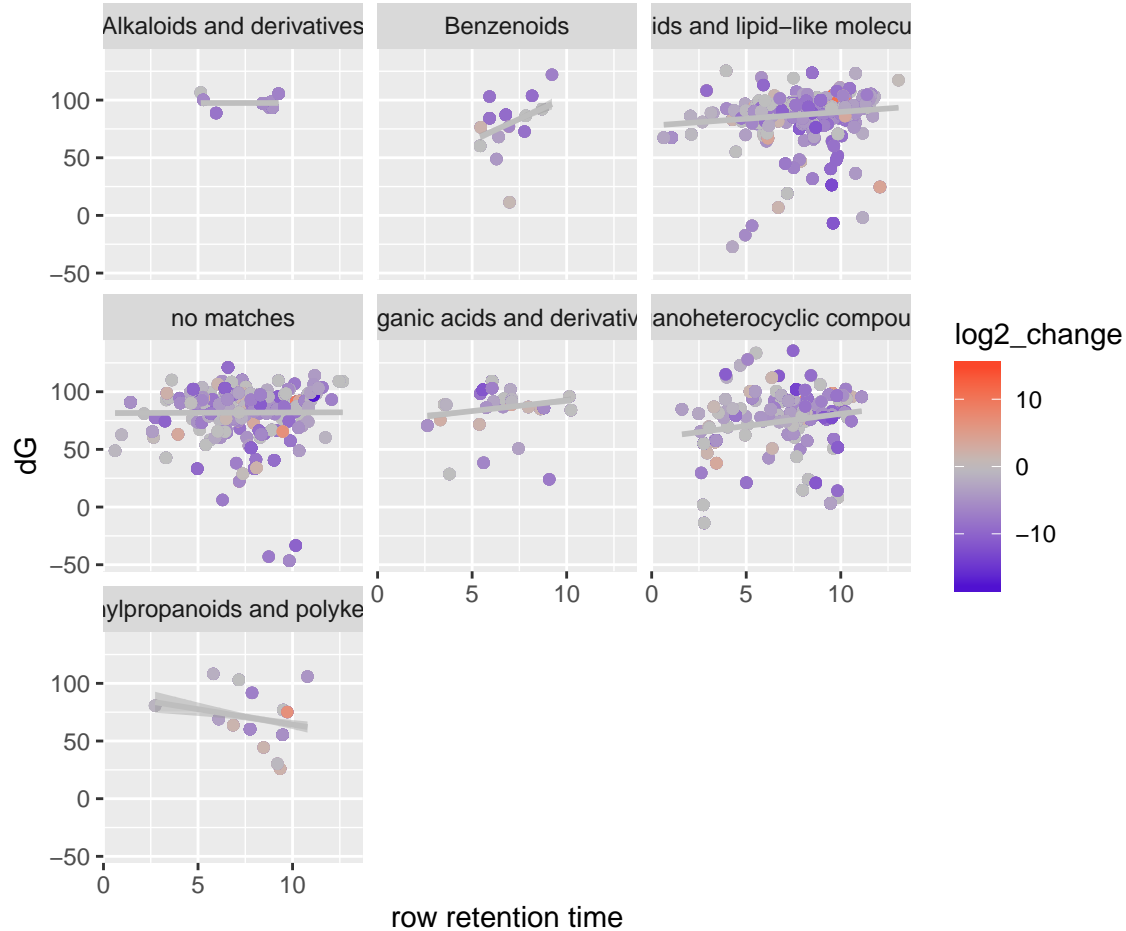 Alkaloids and derivatives
Benzenoids
ids and lipid−like molecu
100
50
0
−50
no matches
ganic acids and derivativ
anoheterocyclic compou
100
50
0
−50
0
5
10
0
5
10
nylpropanoids and polyke
100
50
0
−50
0
5
10
dG
row retention time
log2_change
10
0
−10